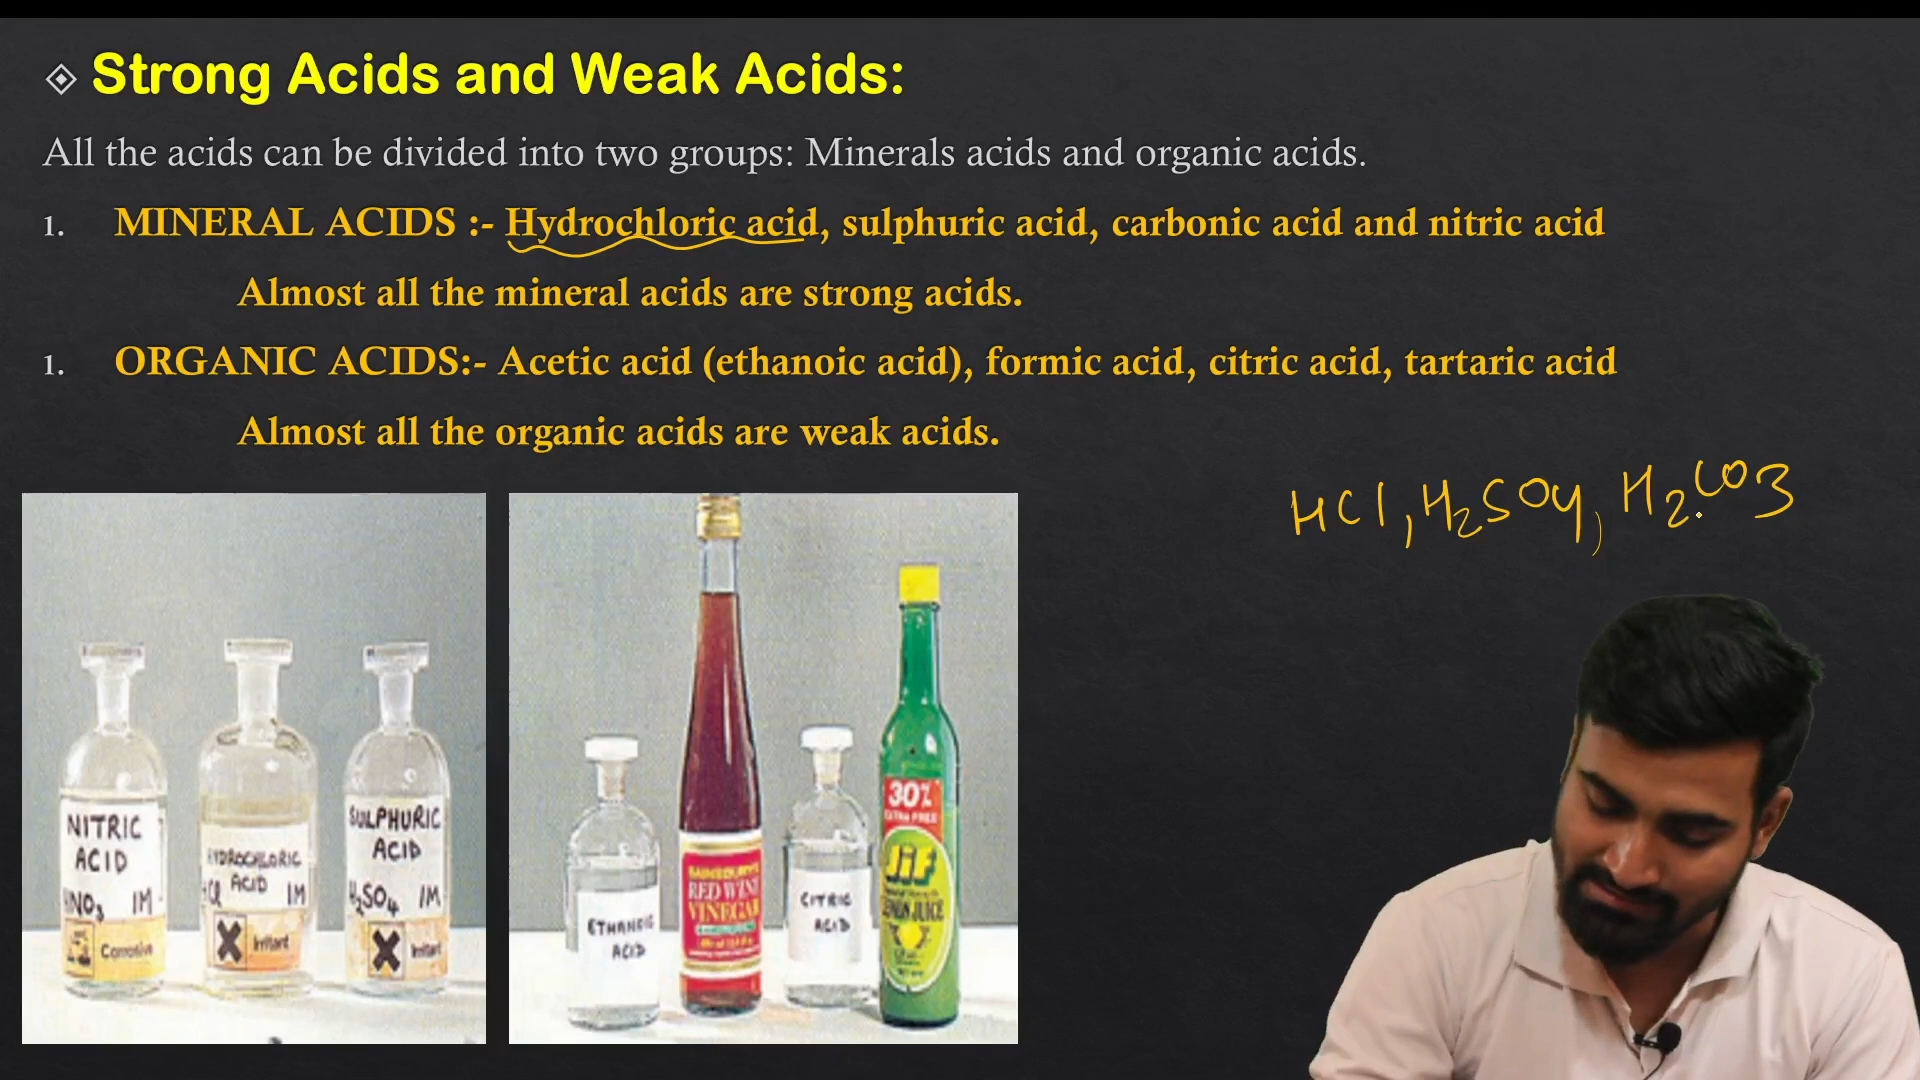 Strong Acids and Weak Acids:
All the acids can be divided into two groups: Minerals acids and organic acids.
1. MINERAL ACIDS :- Hydrochloric acid, sulphuric acid, carbonic acid and nitric acid
Almost all the mineral acids are strong acids.
1. ORGANIC ACIDS:- Acetic acid (ethanoic acid), formic acid, citric acid, tartaric acid
Almost all the organic acids are weak acids.
HCl, H2SO4, H2CO3
NITRIC
ACID
HNO3 1M
Corrosive
HYDROCHLORIC
ACID
HCl 1M
Irritant
SULPHURIC
ACID
H2SO4 1M
Irritant
ETHANOIC
ACID
SAINSBURY'S
RED WINE
VINEGAR
CITRIC
ACID
30%
EXTRA FREE
JiF
LEMON JUICE